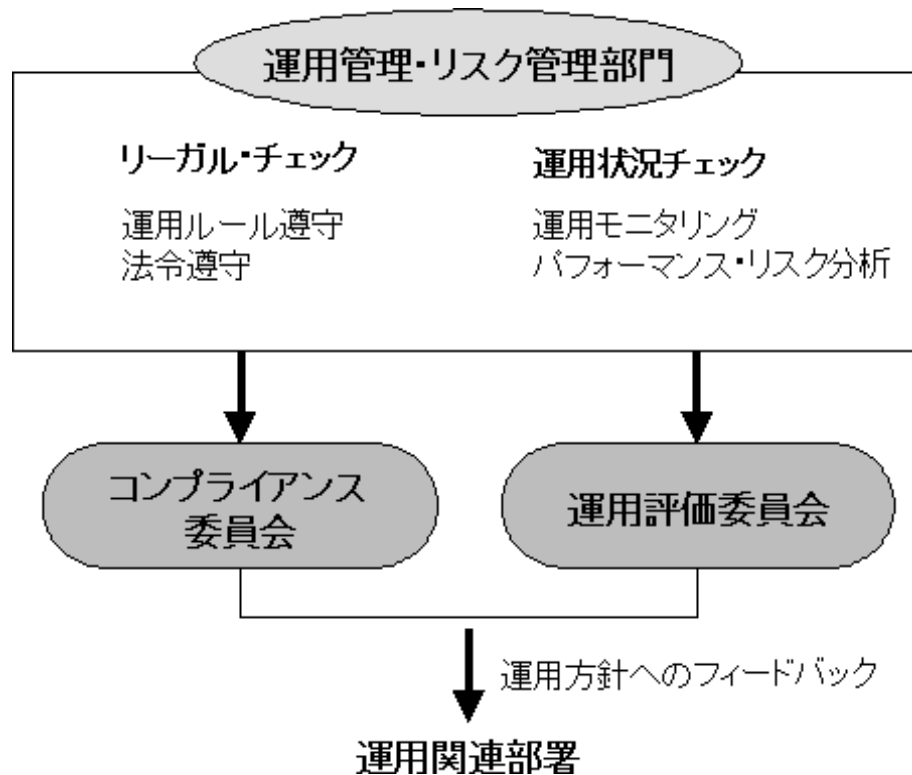 運用管理・リスク管理部門
リーガル・チェック
運用ルール遵守
法令遵守
運用状況チェック
運用モニタリング
パフォーマンス・リスク分析
コンプライアンス
委員会
運用評価委員会
運用方針へのフィードバック
運用関連部署